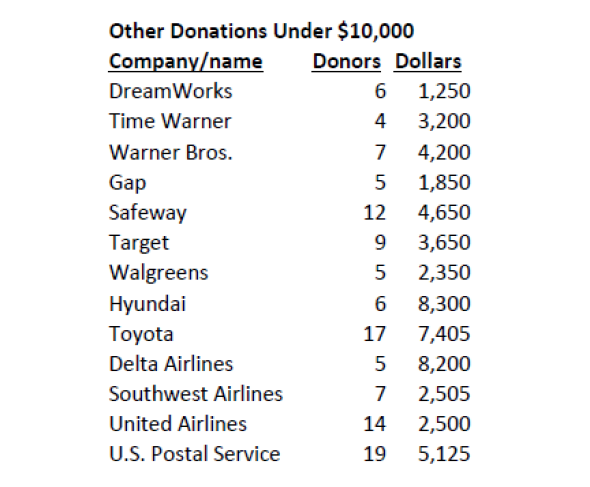 Other Donations Under $10,000
Company/name Donors Dollars
DreamWorks 6 1,250
Time Warner 4 3,200
Warner Bros. 7 4,200
Gap 5 1,850
Safeway 12 4,650
Target 9 3,650
Walgreens 5 2,350
Hyundai 6 8,300
Toyota 17 7,405
Delta Airlines 5 8,200
Southwest Airlines 7 2,505
United Airlines 14 2,500
U.S. Postal Service 19 5,125